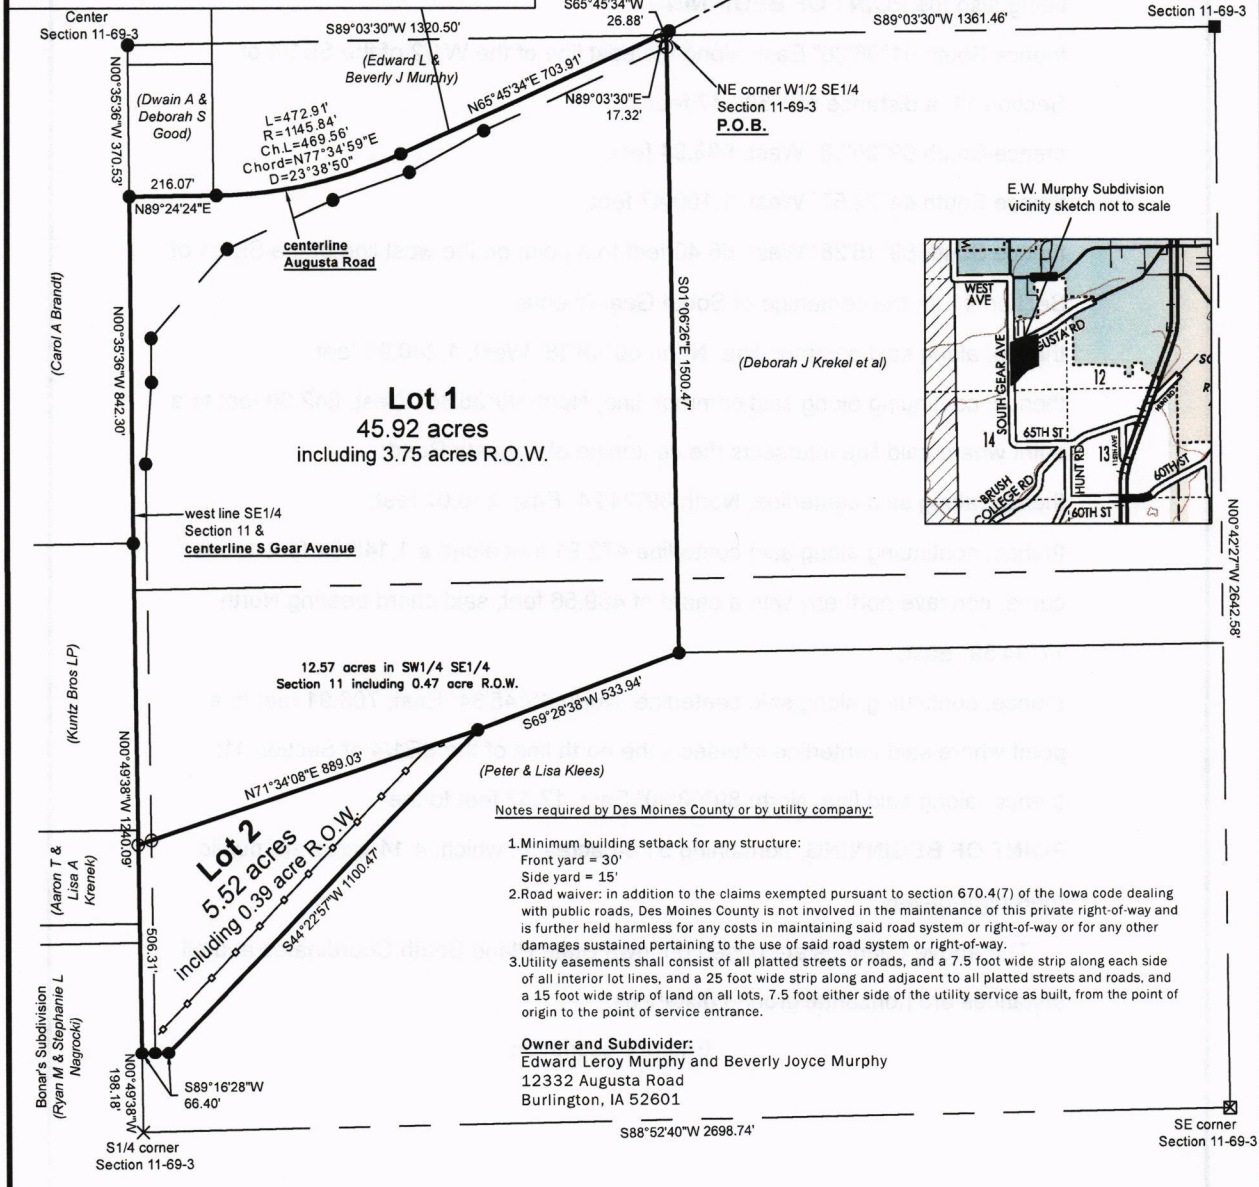 Center
Section 11-69-3
S89°03'30"W 1320.50'
S65°45'34"W
26.88'
S89°03'30"W 1361.46'
Section 11-69-3
(Edward L &
Beverly J Murphy)
N65°45'34"E 703.91'
N00°35'36"W 370.53'
(Dwain A &
Deborah S
Good)
L=472.91'
R=1145.84'
Ch.L=469.56'
Chord=N77°34'59"E
D=23°38'50"
N89°03'30"E
17.32'
NE corner W1/2 SE1/4
Section 11-69-3
P.O.B.
216.07'
N89°24'24"E
centerline
Augusta Road
E.W. Murphy Subdivision
vicinity sketch not to scale
WEST
AVE
SOUTH GEAR AVE
GUSTA RD
12
14
65TH ST
HUNT RD
13
BRUSH
COLLEGE RD
60TH ST
60TH ST
(Carol A Brandt)
N00°35'36"W 842.30'
S01°06'26"E 1500.47'
(Deborah J Krekel et al)
Lot 1
45.92 acres
including 3.75 acres R.O.W.
west line SE1/4
Section 11 &
centerline S Gear Avenue
N00°42'27"W 2642.58'
12.57 acres in SW1/4 SE1/4
Section 11 including 0.47 acre R.O.W.
(Kuntz Bros LP)
S69°28'38"W 533.94'
N00°49'38"W 1240.09'
N71°34'08"E 889.03'
(Peter & Lisa Klees)
Lot 2
5.52 acres
including 0.39 acre R.O.W.
S44°22'57"W 1100.47'
(Aaron T &
Lisa A
Krenek)
506.31'
Bonar's Subdivision
(Ryan M & Stephanie L
Nagrocki)
Notes required by Des Moines County or by utility company:
1.Minimum building setback for any structure:
Front yard = 30'
Side yard = 15'
2.Road waiver: in addition to the claims exempted pursuant to section 670.4(7) of the Iowa code dealing
with public roads, Des Moines County is not involved in the maintenance of this private right-of-way and
is further held harmless for any costs in maintaining said road system or right-of-way or for any other
damages sustained pertaining to the use of said road system or right-of-way.
3.Utility easements shall consist of all platted streets or roads, and a 7.5 foot wide strip along each side
of all interior lot lines, and a 25 foot wide strip along and adjacent to all platted streets and roads, and
a 15 foot wide strip of land on all lots, 7.5 foot either side of the utility service as built, from the point of
origin to the point of service entrance.
Owner and Subdivider:
Edward Leroy Murphy and Beverly Joyce Murphy
12332 Augusta Road
Burlington, IA 52601
N00°49'38"W
198.18'
S89°16'28"W
66.40'
S88°52'40"W 2698.74'
S1/4 corner
Section 11-69-3
SE corner
Section 11-69-3